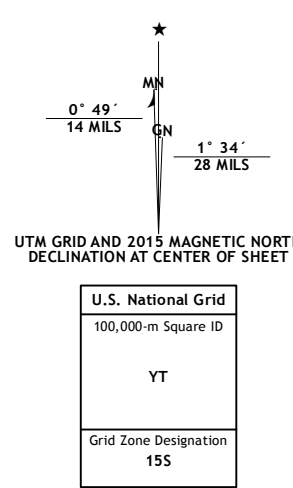 MN
0° 49´
14 MILS
GN
1° 34´
28 MILS
UTM GRID AND 2015 MAGNETIC NORT
DECLINATION AT CENTER OF SHEET
U.S. National Grid
100,000-m Square ID
YT
Grid Zone Designation
15S